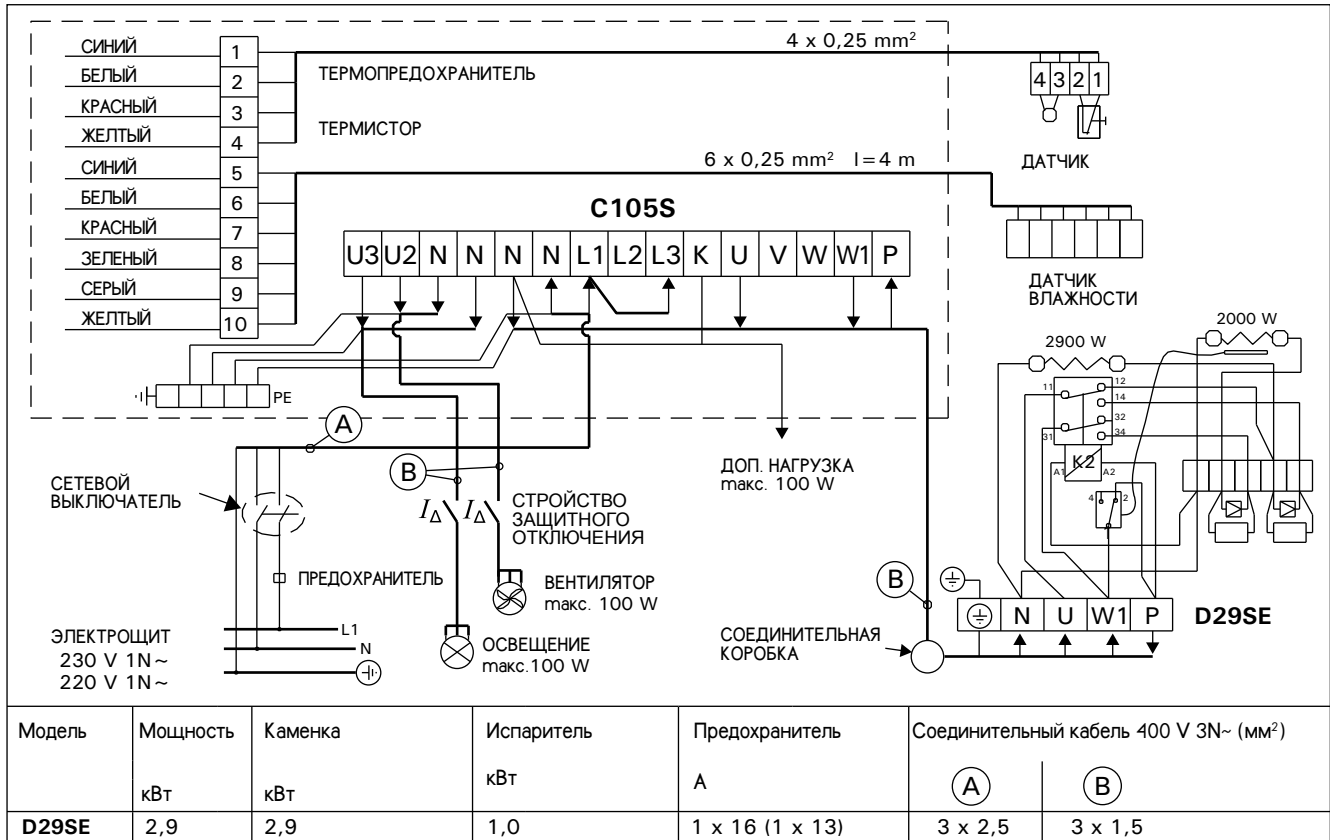 СИНИЙ 1
БЕЛЫЙ 2
КРАСНЫЙ 3
ЖЕЛТЫЙ 4
СИНИЙ 5
БЕЛЫЙ 6
КРАСНЫЙ 7
ЗЕЛЕНЫЙ 8
СЕРЫЙ 9
ЖЕЛТЫЙ 10
ТЕРМОПРЕДОХРАНИТЕЛЬ
ТЕРМИСТОР
4 x 0,25 mm²
4 3 2 1
ДАТЧИК
6 x 0,25 mm² l=4 m
ДАТЧИК
ВЛАЖНОСТИ
C105S
U3 U2 N N N N L1 L2 L3 K U V W W1 P
PE
A
B
СЕТЕВОЙ
ВЫКЛЮЧАТЕЛЬ
ПРЕДОХРАНИТЕЛЬ
ЭЛЕКТРОЩИТ
230 V 1N~
220 V 1N~
L1
N
I∆ I∆
СТРОЙСТВО
ЗАЩИТНОГО
ОТКЛЮЧЕНИЯ
ВЕНТИЛЯТОР
макс. 100 W
ОСВЕЩЕНИЕ
макс.100 W
ДОП. НАГРУЗКА
макс. 100 W
B
СОЕДИНИТЕЛЬНАЯ
КОРОБКА
2900 W
2000 W
11 12
14
32
31 34
K2
A1 A2
4 2
N U W1 P
D29SE
Модель Мощность Каменка Испаритель Предохранитель Соединительный кабель 400 V 3N~ (мм²)
кВт кВт кВт A A B
D29SE 2,9 2,9 1,0 1 x 16 (1 x 13) 3 x 2,5 3 x 1,5